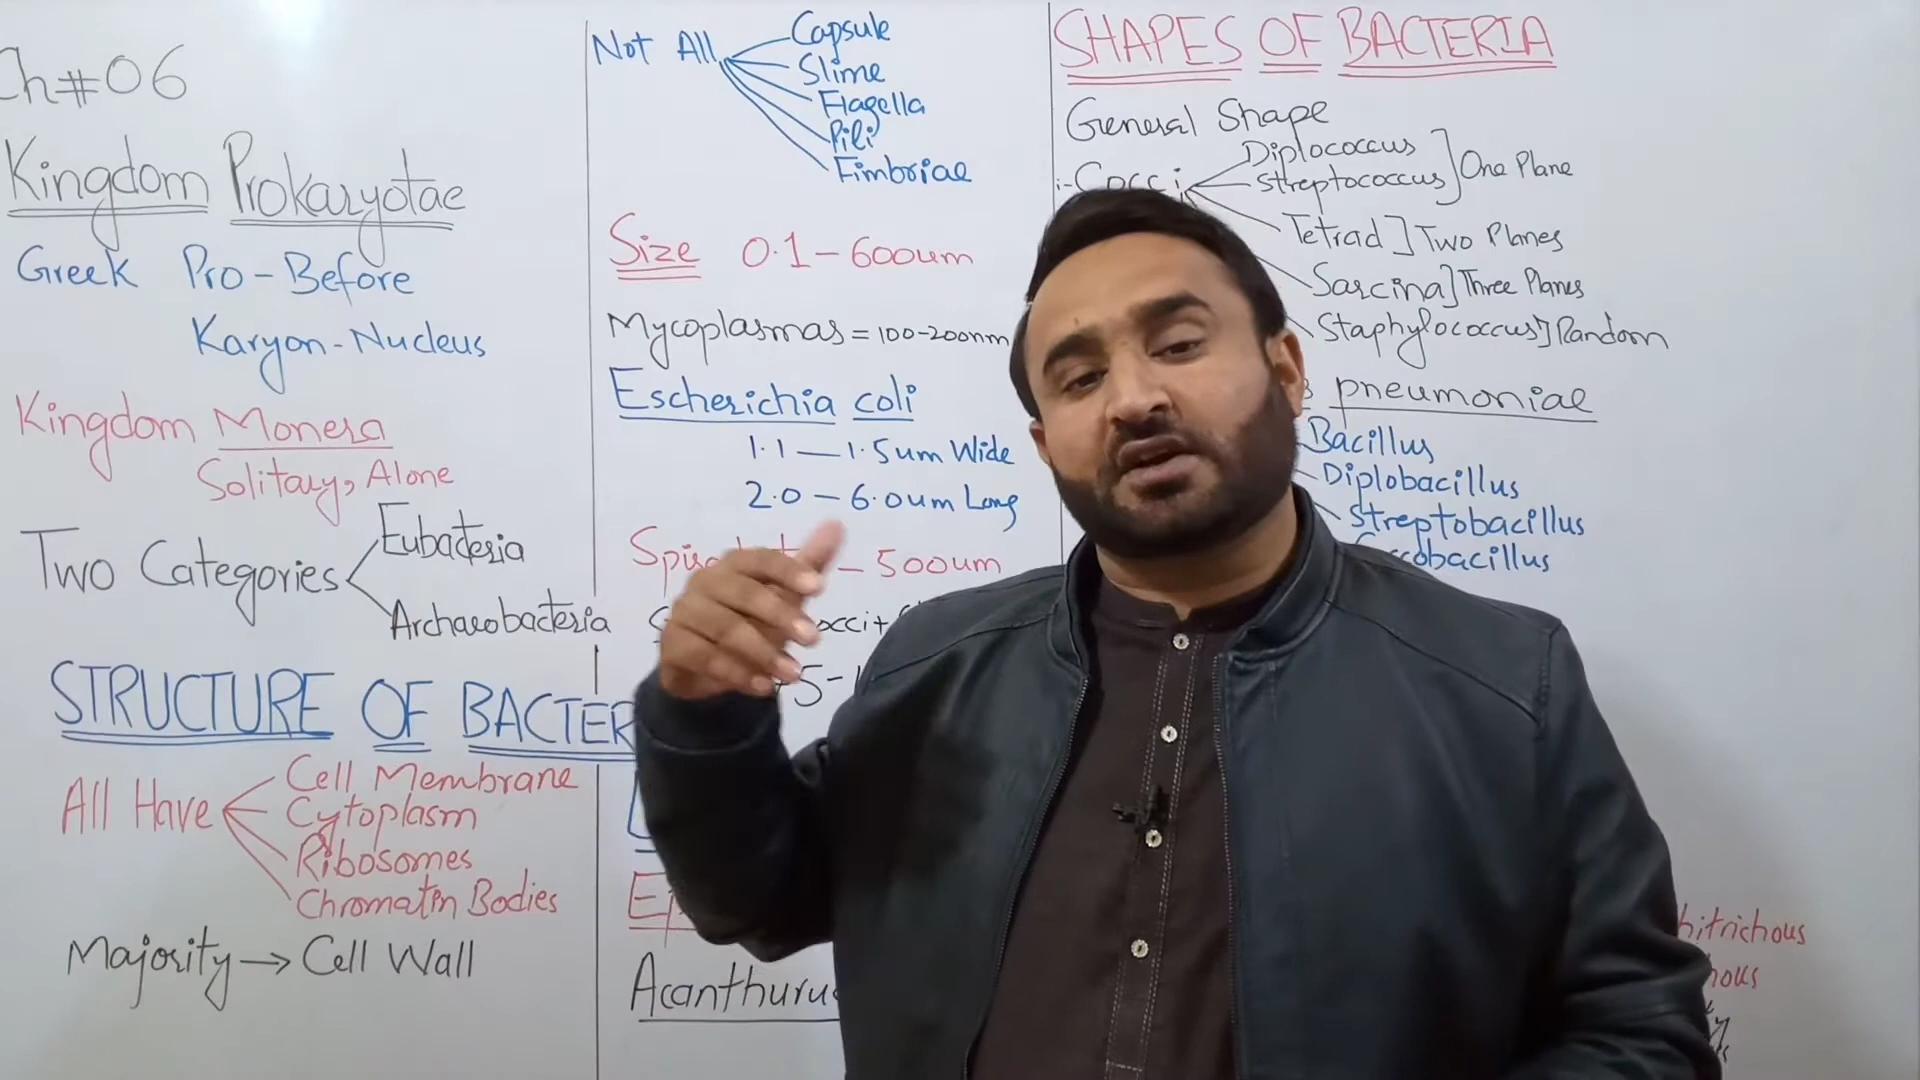 Ch#06
Kingdom Prokaryotae
Greek Pro-Before
Karyon-Nucleus
Kingdom Monera
Solitary, Alone
Two Categories
Eubacteria
Archaeobacteria
STRUCTURE OF BACTER
All Have
Cell Membrane
Cytoplasm
Ribosomes
Chromatin Bodies
Majority → Cell Wall
Not All
Capsule
Slime
Flagella
Pili
Fimbriae
Size 0.1-600um
Mycoplasmas = 100-200nm
Escherichia coli
1.1-1.5um Wide
2.0-6.0um Long
- 500um
Acanthuru
SHAPES OF BACTERIA
General Shape
i-Cocci
Diplococcus
Streptococcus] One Plane
Tetrad] Two Planes
Sarcina] Three Planes
Staphylococcus] Random
pneumoniae
Bacillus
Diplobacillus
Streptobacillus
hitrichous
hous